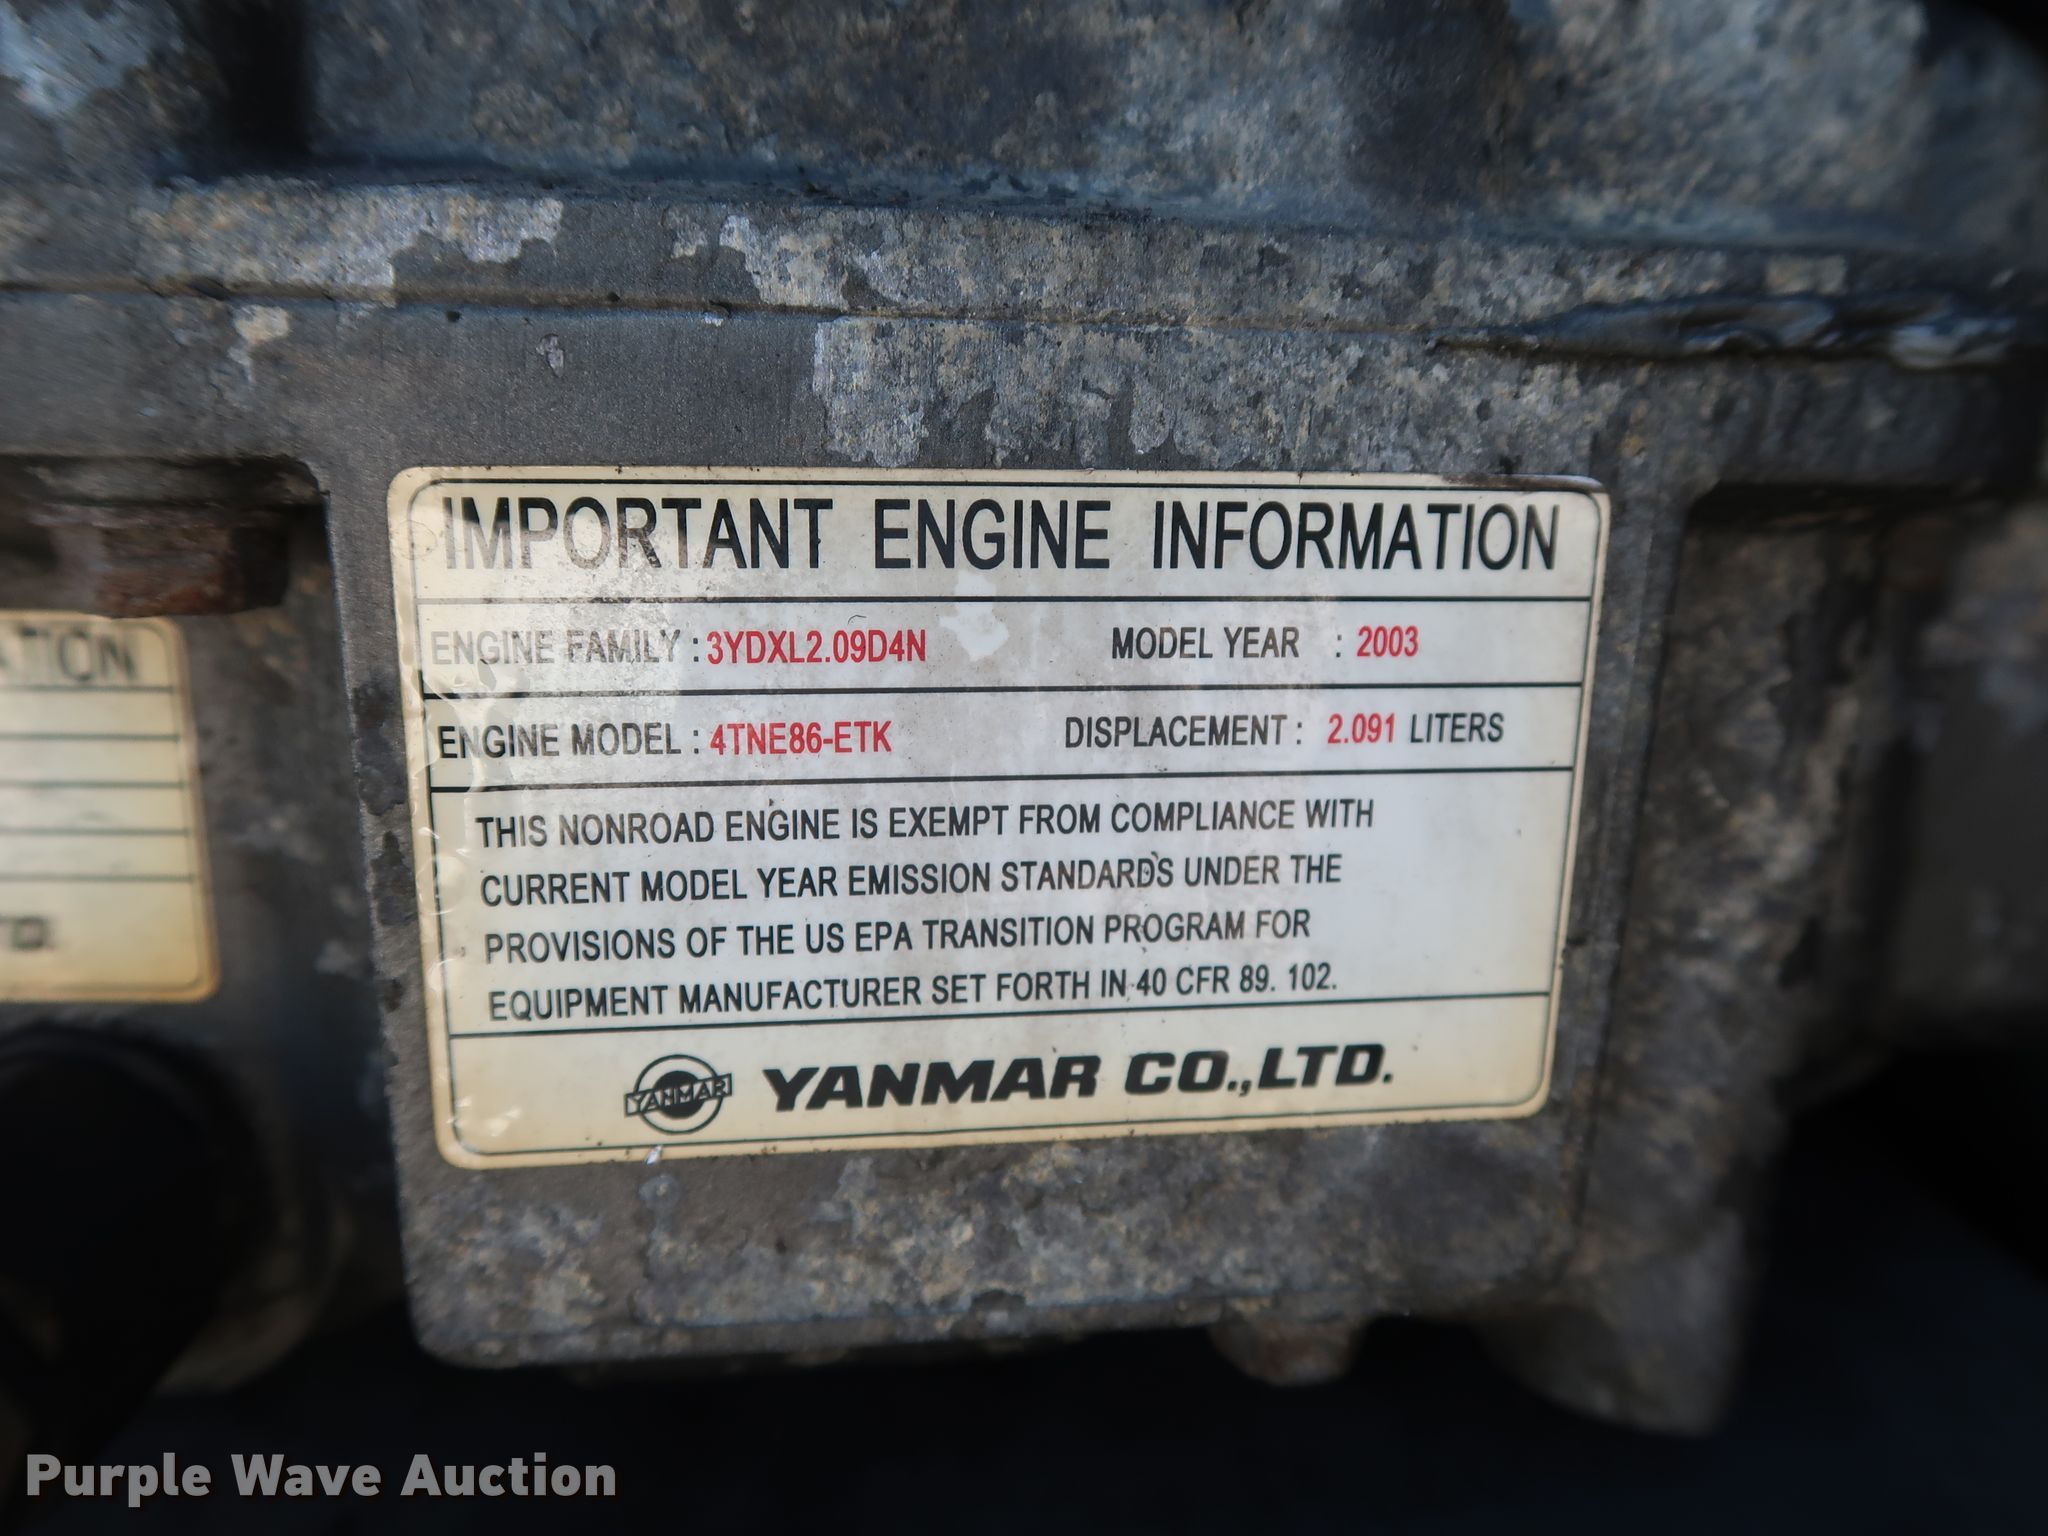 IMPORTANT ENGINE INFORMATION
ENGINE FAMILY : 3YDXL2.09D4N MODEL YEAR : 2003
ENGINE MODEL : 4TNE86-ETK DISPLACEMENT : 2.091 LITERS
THIS NONROAD ENGINE IS EXEMPT FROM COMPLIANCE WITH
CURRENT MODEL YEAR EMISSION STANDARDS UNDER THE
PROVISIONS OF THE US EPA TRANSITION PROGRAM FOR
EQUIPMENT MANUFACTURER SET FORTH IN 40 CFR 89. 102.
YANMAR YANMAR CO.,LTD.
ATION
TD.
Purple Wave Auction